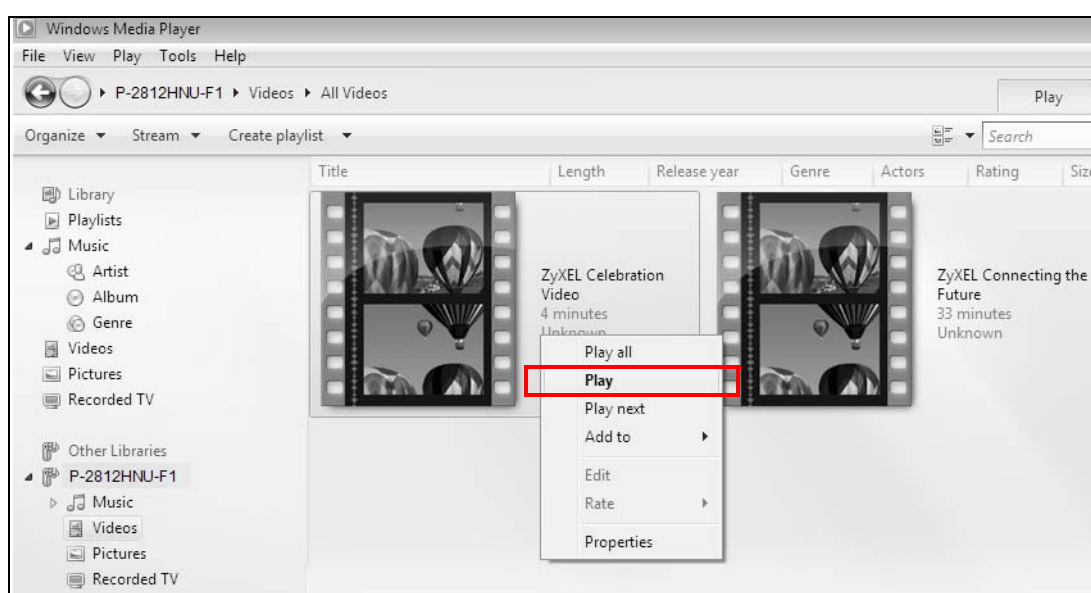 Windows Media Player
File View Play Tools Help
P-2812HNU-F1 Videos All Videos
Play
Organize Stream Create playlist
Search
Title Length Release year Genre Actors Rating Size
Library
Playlists
Music
Artist
Album
Genre
Videos
Pictures
Recorded TV
Other Libraries
P-2812HNU-F1
Music
Videos
Pictures
Recorded TV
ZyXEL Celebration
Video
4 minutes
Unknown
ZyXEL Connecting the
Future
33 minutes
Unknown
Play all
Play
Play next
Add to
Edit
Rate
Properties